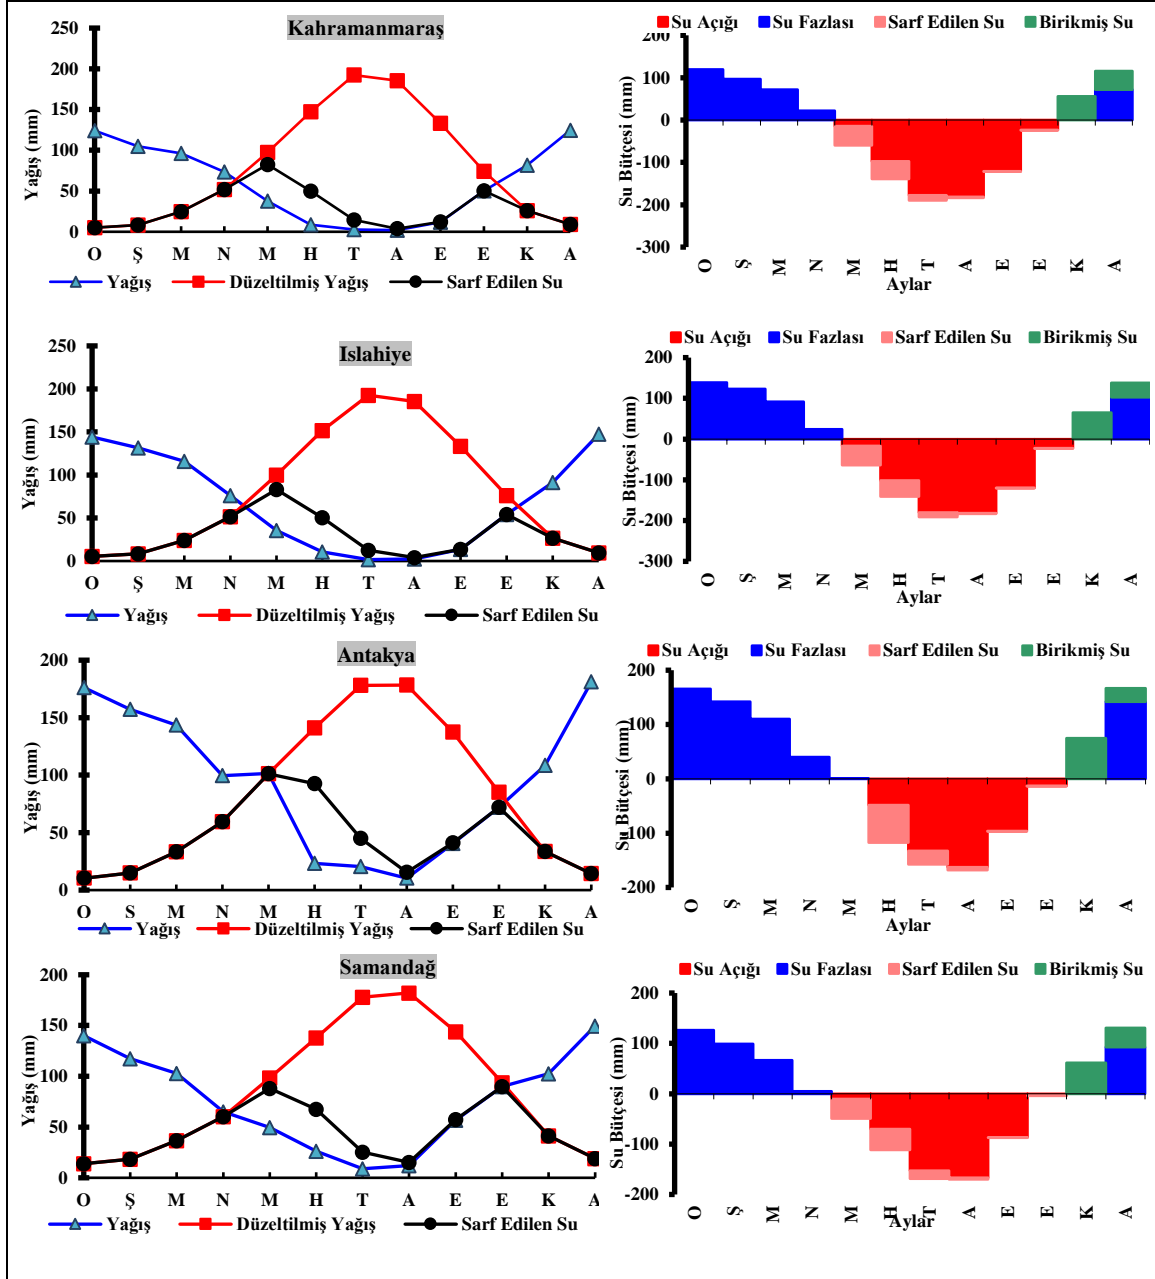 Kahramanmaraş
Yağış (mm)
250
200
150
100
50
0
O Ş M N M H T A E E K A
Yağış Düzeltilmiş Yağış Sarf Edilen Su
Su Açığı Su Fazlası Sarf Edilen Su Birikmiş Su
Su Bütçesi (mm)
200
100
0
-100
-200
-300
O Ş M N M H T A E E K A
Aylar
Islahiye
Yağış (mm)
250
200
150
100
50
0
O Ş M N M H T A E E K A
Yağış Düzeltilmiş Yağış Sarf Edilen Su
Su Açığı Su Fazlası Sarf Edilen Su Birikmiş Su
Su Bütçesi (mm)
200
100
0
-100
-200
-300
O Ş M N M H T A E E K A
Aylar
Antakya
Yağış (mm)
200
150
100
50
0
O S M N M H T A E E K A
Yağış Düzeltilmiş Yağış Sarf Edilen Su
Su Açığı Su Fazlası Sarf Edilen Su Birikmiş Su
Su Bütçesi (mm)
200
100
0
-100
-200
O Ş M N M H T A E E K A
Aylar
Samandağ
Yağış (mm)
200
150
100
50
0
O Ş M N M H T A E E K A
Yağış Düzeltilmiş Yağış Sarf Edilen Su
Su Açığı Su Fazlası Sarf Edilen Su Birikmiş Su
Su Bütçesi (mm)
200
100
0
-100
-200
O Ş M N M H T A E E K A
Aylar